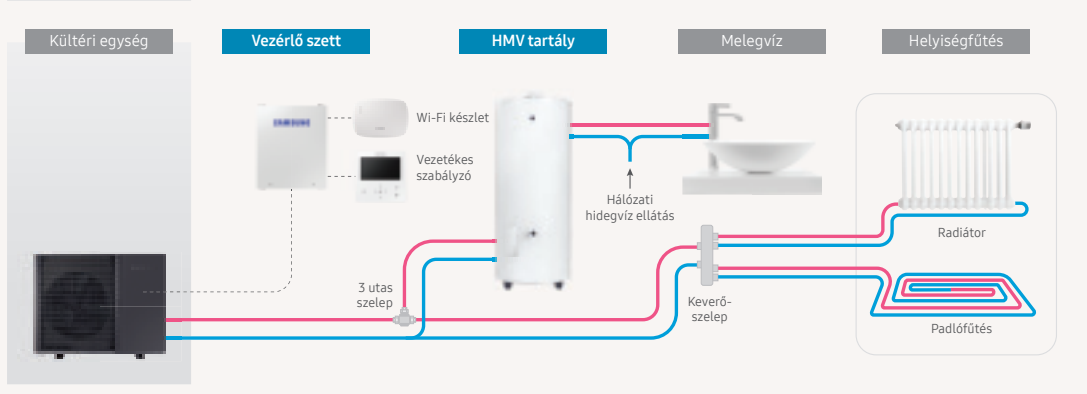 Kültéri egység
Vezérlő szett
HMV tartály
Melegvíz
Helyiségfűtés
SAMSUNG
Wi-Fi készlet
Vezetékes
szabályzó
Hálózati
hidegvíz ellátás
3 utas
szelep
Keverő-
szelep
Radiátor
Padlófűtés